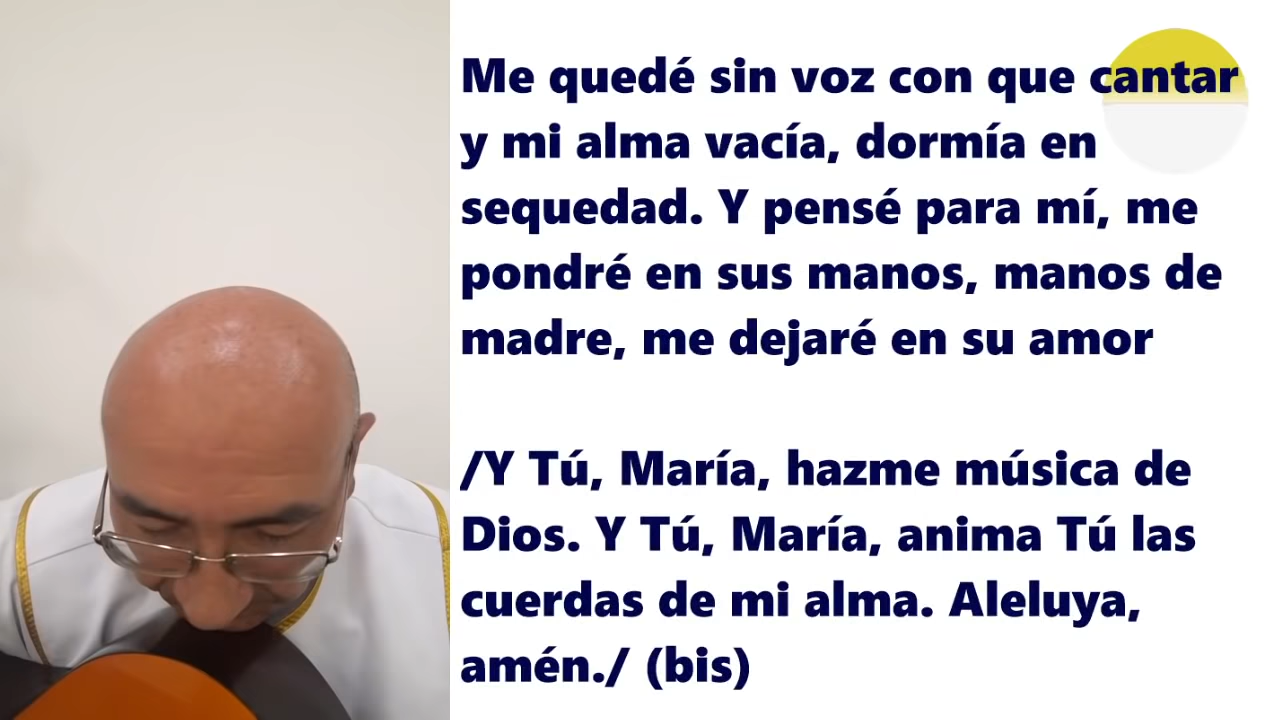 Me quedé sin voz con que cantar
y mi alma vacía, dormía en
sequedad. Y pensé para mí, me
pondré en sus manos, manos de
madre, me dejaré en su amor
/Y Tú, María, hazme música de
Dios. Y Tú, María, anima Tú las
cuerdas de mi alma. Aleluya,
amén./ (bis)